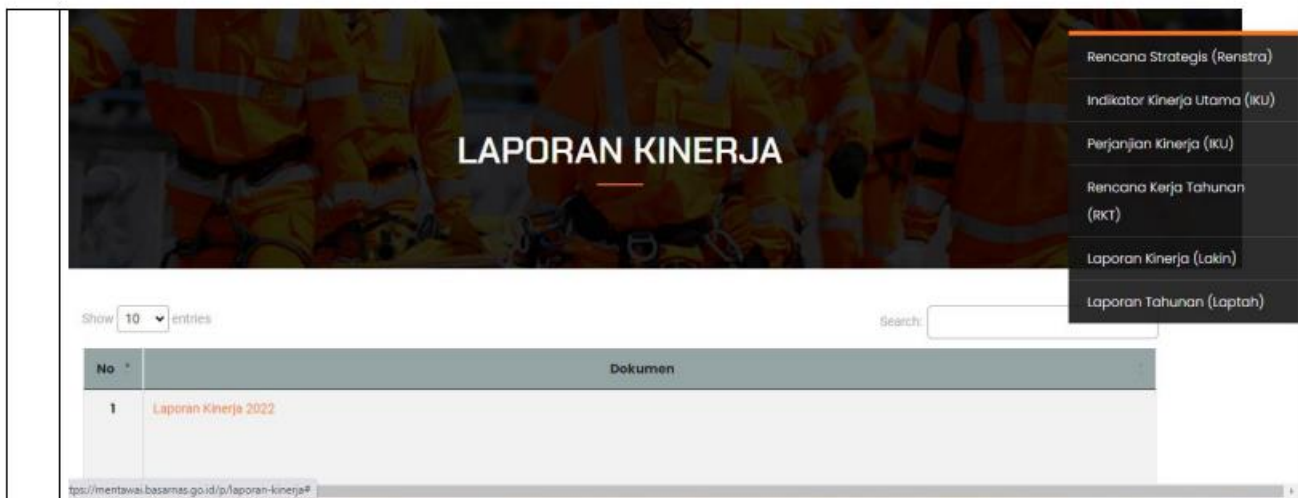 LAPORAN KINERJA
Rencana Strategis (Renstra)
Indikator Kinerja Utama (IKU)
Perjanjian Kinerja (IKU)
Rencana Kerja Tahunan
(RKT)
Laporan Kinerja (Lakin)
Laporan Tahunan (Laptah)
Show 10 entries
Search:
No Dokumen
1 Laporan Kinerja 2022
tps://mentawai.basarnas.go.id/p/laporan-kinerja#